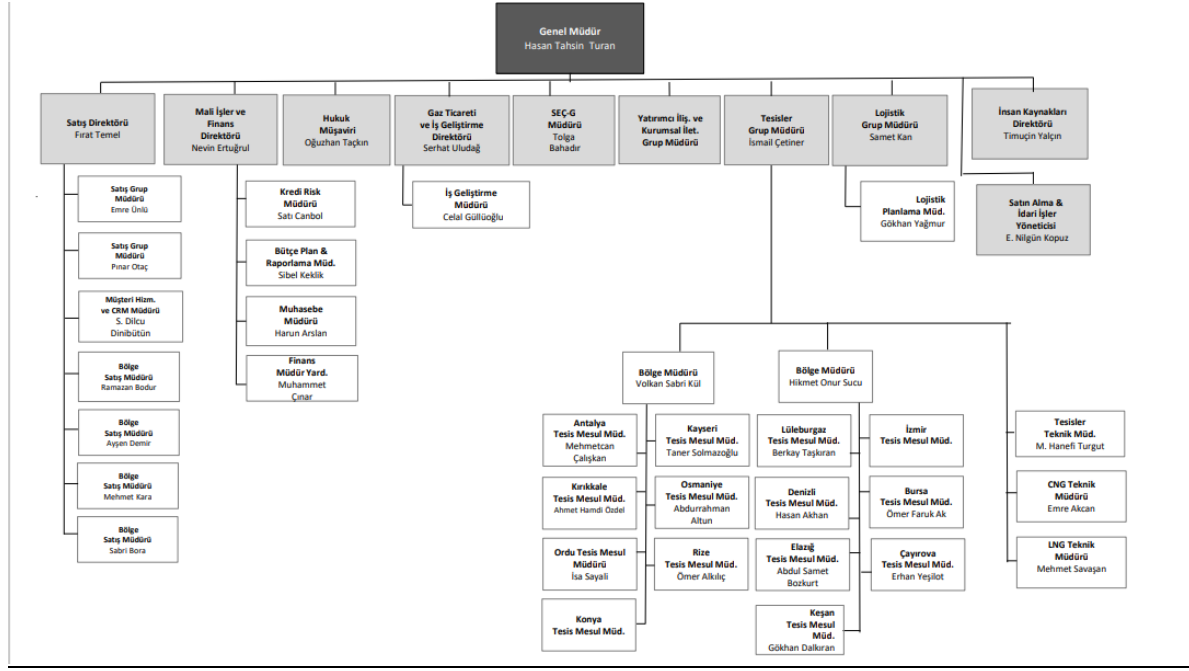 Genel Müdür
Hasan Tahsin Turan
Satış Direktörü
Fırat Temel
Mali İşler ve
Finans
Direktörü
Nevin Ertuğrul
Hukuk
Müşaviri
Oğuzhan Taçkın
Gaz Ticareti
ve İş Geliştirme
Direktörü
Serhat Uludağ
SEÇ-G
Müdürü
Tolga
Bahadır
Yatırımcı İliş. ve
Kurumsal İlet.
Grup Müdürü
Tesisler
Grup Müdürü
İsmail Çetiner
Lojistik
Grup Müdürü
Samet Kan
İnsan Kaynakları
Direktörü
Timuçin Yalçın
Satış Grup
Müdürü
Emre Ünlü
Satış Grup
Müdürü
Pınar Otaç
Müşteri Hizm.
ve CRM Müdürü
S. Dilcu
Dinibütün
Bölge
Satış Müdürü
Ramazan Bodur
Bölge
Satış Müdürü
Ayşen Demir
Bölge
Satış Müdürü
Mehmet Kara
Bölge
Satış Müdürü
Sabri Bora
Kredi Risk
Müdürü
Satı Canbol
Bütçe Plan &
Raporlama Müd.
Sibel Keklik
Muhasebe
Müdürü
Harun Arslan
Finans
Müdür Yard.
Muhammet
Çınar
İş Geliştirme
Müdürü
Celal Güllüoğlu
Lojistik
Planlama Müd.
Gökhan Yağmur
Satın Alma &
İdari İşler
Yöneticisi
E. Nilgün Kopuz
Bölge Müdürü
Volkan Sabri Kül
Bölge Müdürü
Hikmet Onur Sucu
Antalya
Tesis Mesul Müd.
Mehmetcan
Çalışkan
Kayseri
Tesis Mesul Müd.
Taner Solmazoğlu
Kırıkkale
Tesis Mesul Müd.
Ahmet Hamdi Özdel
Osmaniye
Tesis Mesul Müd.
Abdurrahman
Altun
Ordu Tesis Mesul
Müdürü
İsa Sayali
Rize
Tesis Mesul Müd.
Ömer Alkılıç
Konya
Tesis Mesul Müd.
Lüleburgaz
Tesis Mesul Müd.
Berkay Taşkıran
İzmir
Tesis Mesul Müd.
Denizli
Tesis Mesul Müd.
Hasan Akhan
Bursa
Tesis Mesul Müd.
Ömer Faruk Ak
Elazığ
Tesis Mesul Müd.
Abdul Samet
Bozkurt
Çayırova
Tesis Mesul Müd.
Erhan Yeşilot
Keşan
Tesis Mesul
Müd.
Gökhan Dalkıran
Tesisler
Teknik Müd.
M. Hanefi Turgut
CNG Teknik
Müdürü
Emre Akcan
LNG Teknik
Müdürü
Mehmet Savaşan